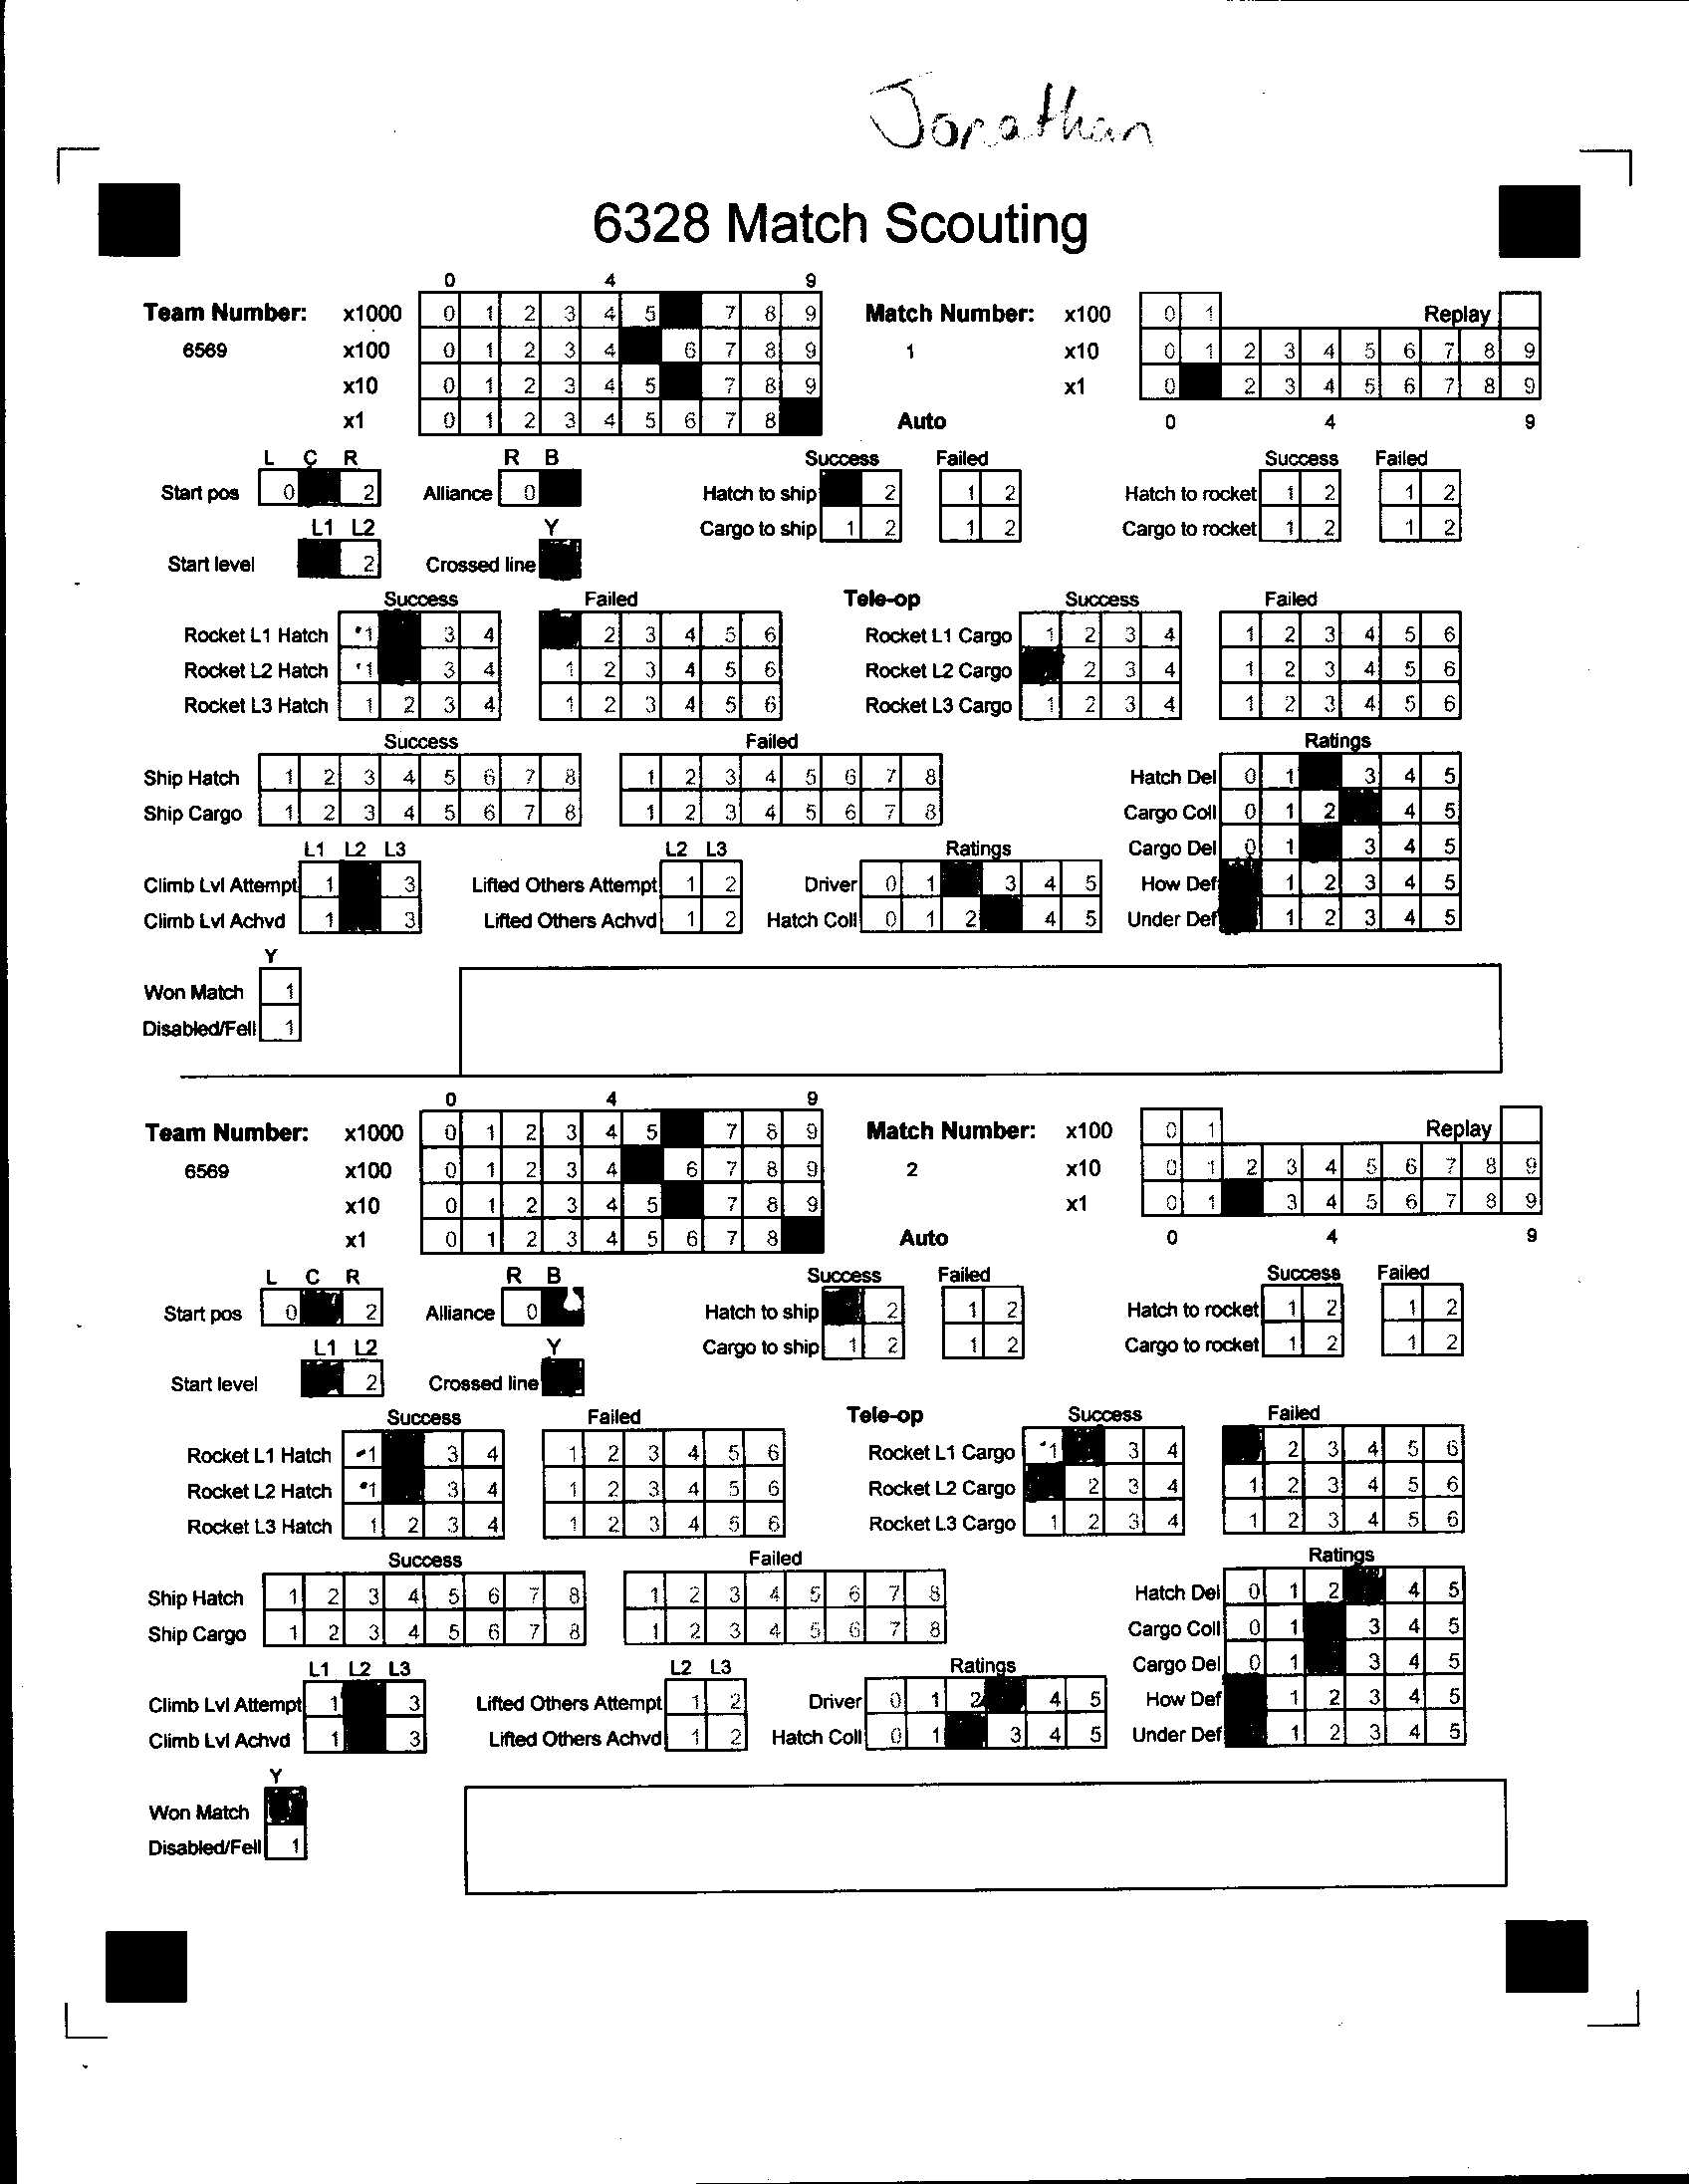 Jonathan
6328 Match Scouting
0 4 9
Team Number: x1000 0 1 2 3 4 5 7 8 9 Match Number: x100 0 1 Replay
6569 x100 0 1 2 3 4 6 7 8 9 1 x10 0 1 2 3 4 5 6 7 8 9
x10 0 1 2 3 4 5 7 8 9 x1 0 2 3 4 5 6 7 8 9
x1 0 1 2 3 4 5 6 7 8 Auto 0 4 9
L C R R B Success Failed Success Failed
Start pos 0 2 Alliance 0 Hatch to ship 2 1 2 Hatch to rocket 1 2 1 2
L1 L2 Y Cargo to ship 1 2 1 2 Cargo to rocket 1 2 1 2
Start level 2 Crossed line
Success Failed Tele-op Success Failed
Rocket L1 Hatch 1 3 4 2 3 4 5 6 Rocket L1 Cargo 1 2 3 4 1 2 3 4 5 6
Rocket L2 Hatch 1 3 4 1 2 3 4 5 6 Rocket L2 Cargo 2 3 4 1 2 3 4 5 6
Rocket L3 Hatch 1 2 3 4 1 2 3 4 5 6 Rocket L3 Cargo 1 2 3 4 1 2 3 4 5 6
Success Failed Ratings
Ship Hatch 1 2 3 4 5 6 7 8 1 2 3 4 5 6 7 8 Hatch Del 0 1 3 4 5
Ship Cargo 1 2 3 4 5 6 7 8 1 2 3 4 5 6 7 8 Cargo Coll 0 1 2 4 5
L1 L2 L3 L2 L3 Ratings Cargo Del 0 1 3 4 5
Climb Lvl Attempt 1 3 Lifted Others Attempt 1 2 Driver 0 1 3 4 5 How Def 1 2 3 4 5
Climb Lvl Achvd 1 3 Lifted Others Achvd 1 2 Hatch Coll 0 1 2 4 5 Under Def 1 2 3 4 5
Y
Won Match 1
Disabled/Fell 1
0 4 9
Team Number: x1000 0 1 2 3 4 5 7 8 9 Match Number: x100 0 1 Replay
6569 x100 0 1 2 3 4 6 7 8 9 2 x10 0 1 2 3 4 5 6 7 8 9
x10 0 1 2 3 4 5 7 8 9 x1 0 1 3 4 5 6 7 8 9
x1 0 1 2 3 4 5 6 7 8 Auto 0 4 9
L C R R B Success Failed Success Failed
Start pos 0 2 Alliance 0 Hatch to ship 2 1 2 Hatch to rocket 1 2 1 2
L1 L2 Y Cargo to ship 1 2 1 2 Cargo to rocket 1 2 1 2
Start level 2 Crossed line
Success Failed Tele-op Success Failed
Rocket L1 Hatch 1 3 4 1 2 3 4 5 6 Rocket L1 Cargo 1 3 4 2 3 4 5 6
Rocket L2 Hatch 1 3 4 1 2 3 4 5 6 Rocket L2 Cargo 2 3 4 1 2 3 4 5 6
Rocket L3 Hatch 1 2 3 4 1 2 3 4 5 6 Rocket L3 Cargo 1 2 3 4 1 2 3 4 5 6
Success Failed Ratings
Ship Hatch 1 2 3 4 5 6 7 8 1 2 3 4 5 6 7 8 Hatch Del 0 1 2 4 5
Ship Cargo 1 2 3 4 5 6 7 8 1 2 3 4 5 6 7 8 Cargo Coll 0 1 3 4 5
L1 L2 L3 L2 L3 Ratings Cargo Del 0 1 3 4 5
Climb Lvl Attempt 1 3 Lifted Others Attempt 1 2 Driver 0 1 2 4 5 How Def 1 2 3 4 5
Climb Lvl Achvd 1 3 Lifted Others Achvd 1 2 Hatch Coll 0 1 3 4 5 Under Def 1 2 3 4 5
Y
Won Match
Disabled/Fell 1